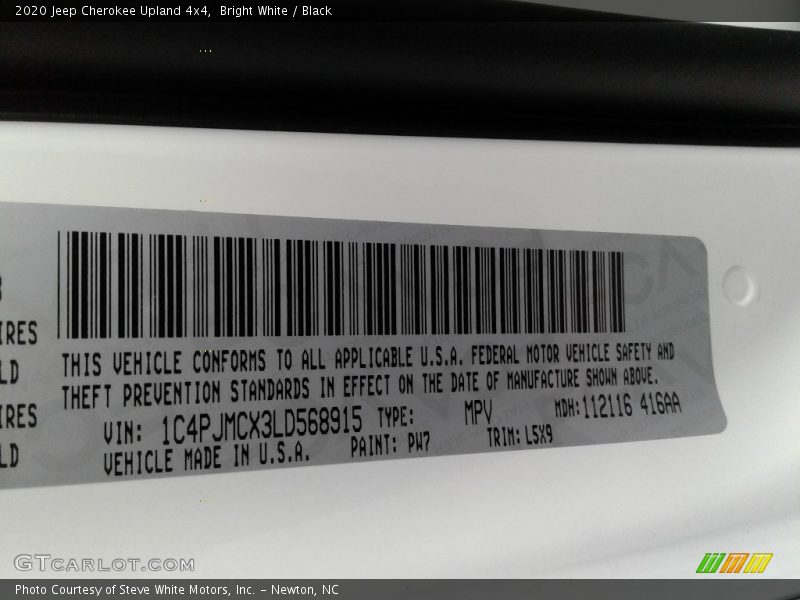 2020 Jeep Cherokee Upland 4x4, Bright White / Black
IRES
LD
IRES
LD
THIS VEHICLE CONFORMS TO ALL APPLICABLE U.S.A. FEDERAL MOTOR VEHICLE SAFETY AND
THEFT PREVENTION STANDARDS IN EFFECT ON THE DATE OF MANUFACTURE SHOWN ABOVE.
VIN: 1C4PJMCX3LD568915 TYPE: MPV MDH:112116 416AA
VEHICLE MADE IN U.S.A. PAINT: PW7 TRIM: L5X9
GTCARLOT.COM
Photo Courtesy of Steve White Motors, Inc. – Newton, NC